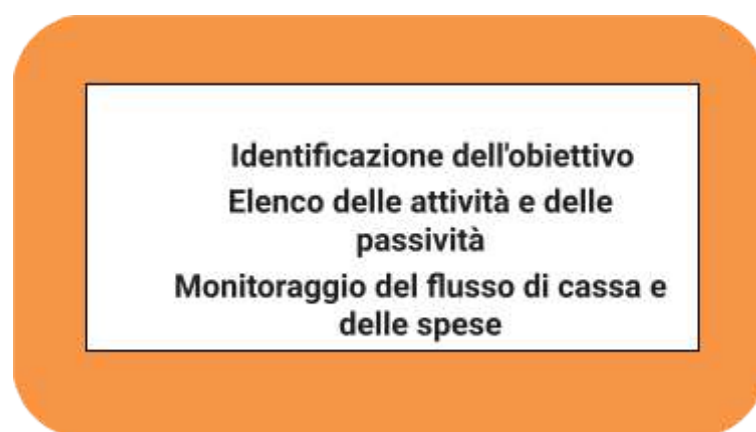 Identificazione dell'obiettivo
Elenco delle attività e delle
passività
Monitoraggio del flusso di cassa e
delle spese